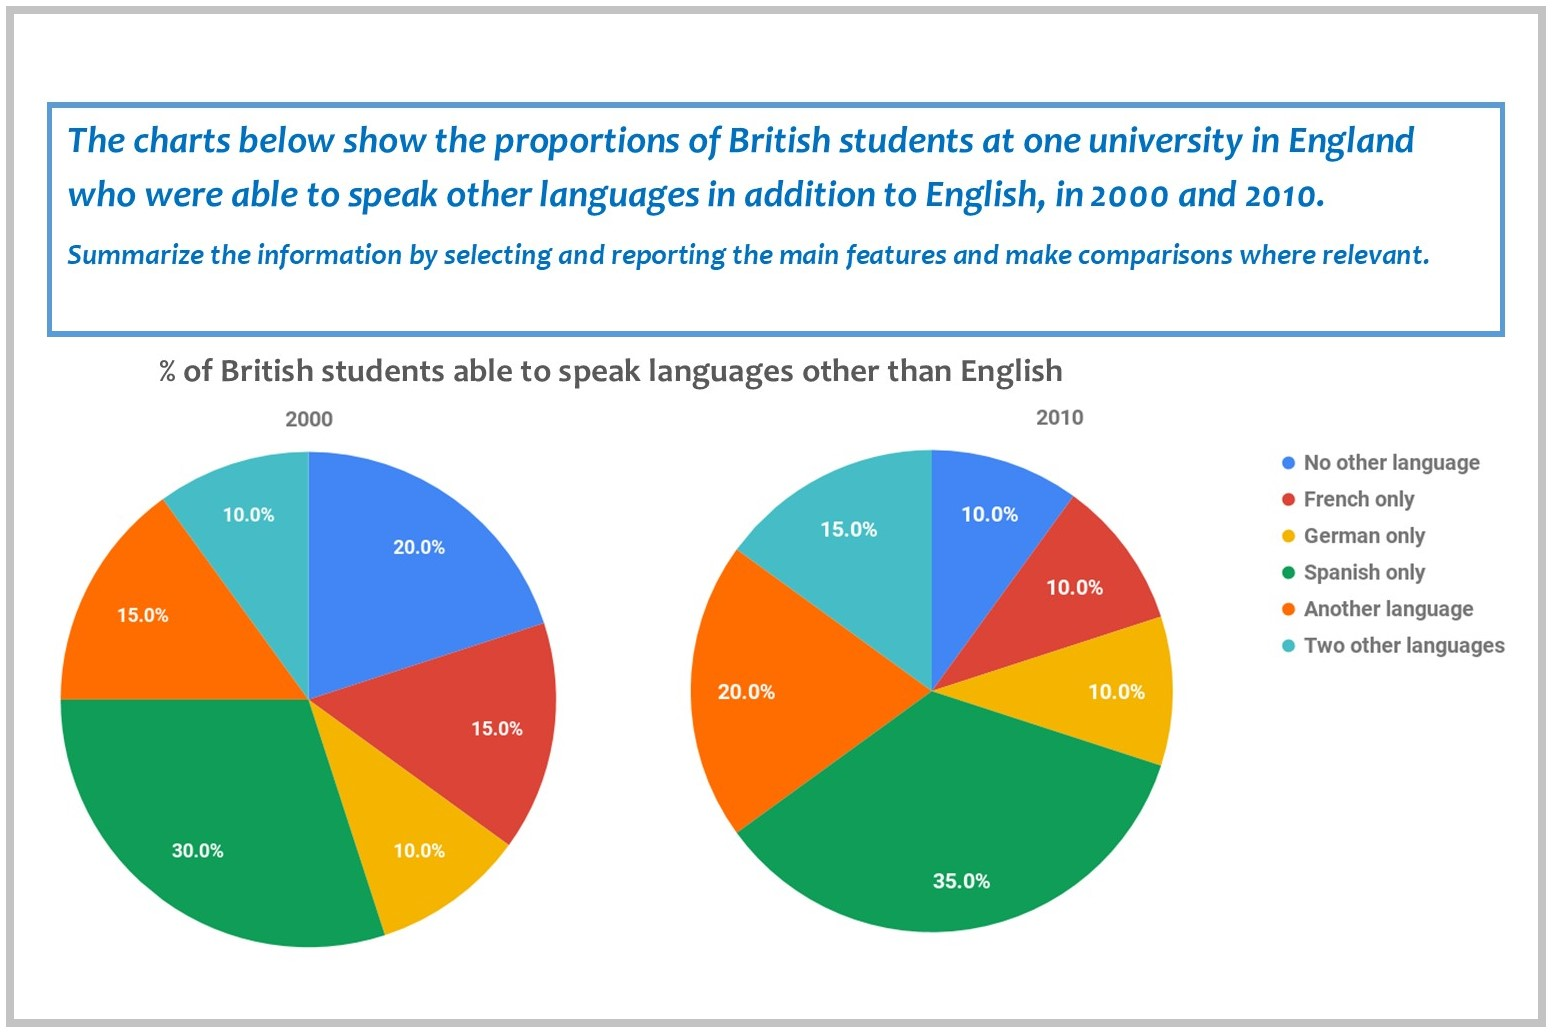 The charts below show the proportions of British students at one university in England
who were able to speak other languages in addition to English, in 2000 and 2010.
Summarize the information by selecting and reporting the main features and make comparisons where relevant.
% of British students able to speak languages other than English
2000
10.0%
20.0%
15.0%
15.0%
30.0%
10.0%
2010
15.0%
10.0%
10.0%
20.0%
10.0%
35.0%
No other language
French only
German only
Spanish only
Another language
Two other languages